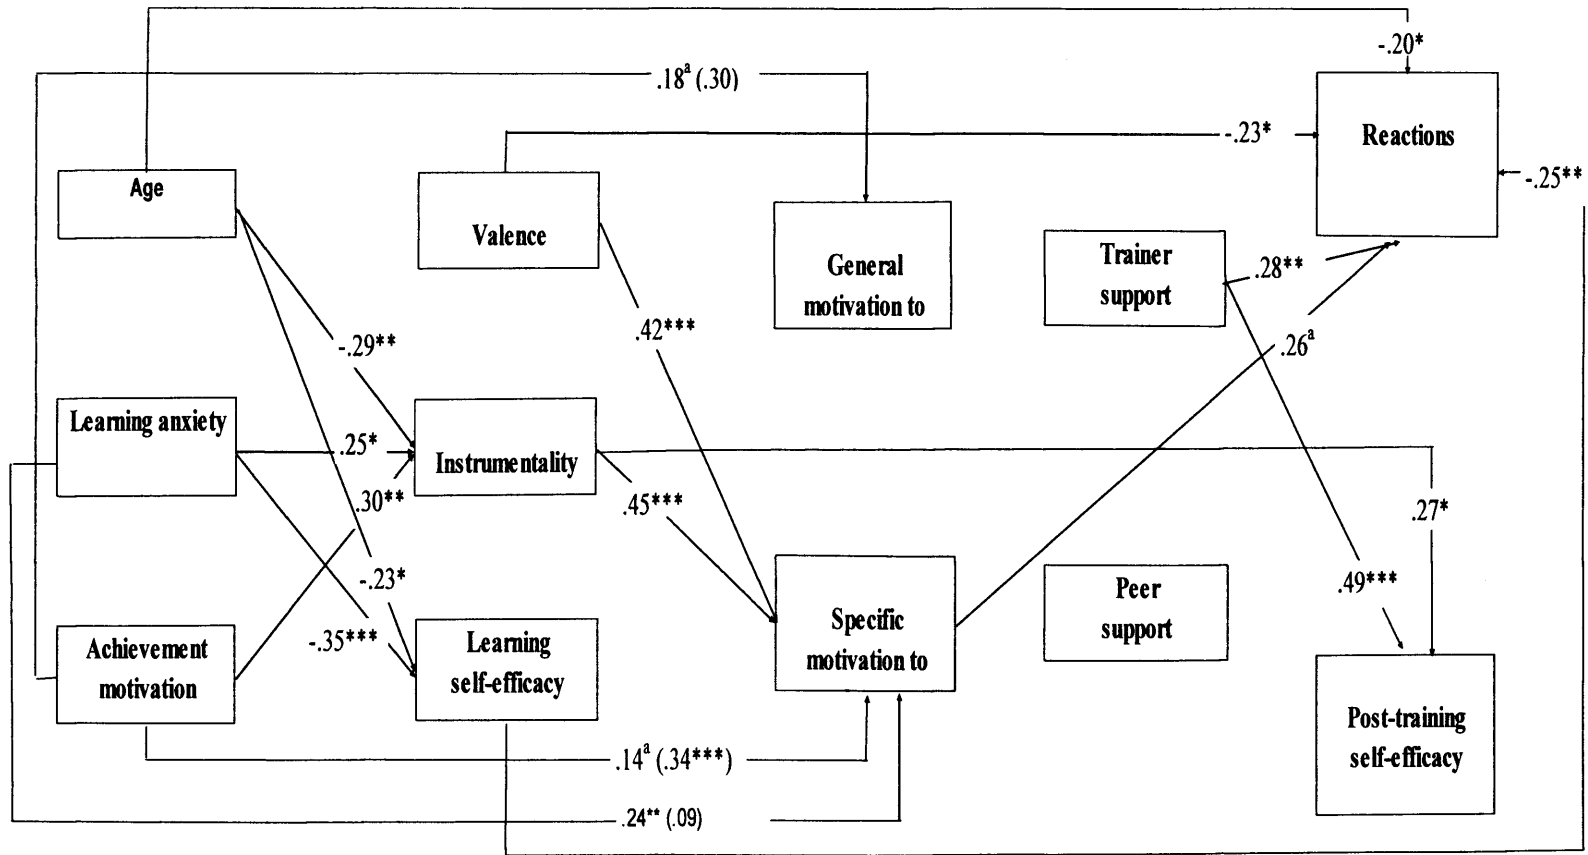 -.20*
.18ª (.30)
-.23*
Reactions
-.25**
Age
Valence
General
motivation to
Trainer
support
.28**
-.29**
.42***
.26ª
Learning anxiety
.25*
Instrumentality
.30**
.45***
.27*
-.23*
.49***
Peer
support
Specific
motivation to
-.35***
Achievement
motivation
Learning
self-efficacy
Post-training
self-efficacy
.14ª (.34***)
.24** (.09)